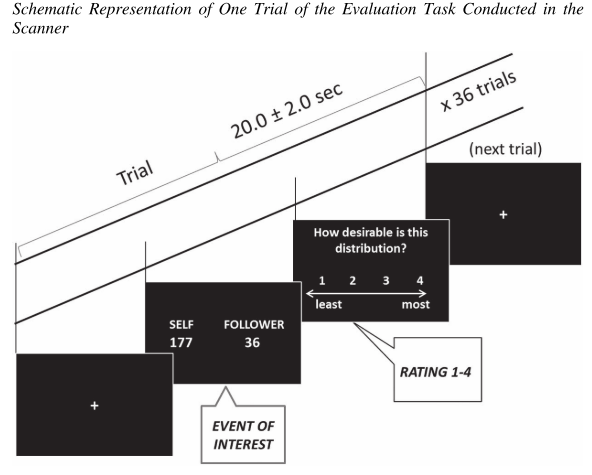 Schematic Representation of One Trial of the Evaluation Task Conducted in the
Scanner
Trial
20.0 ± 2.0 sec
x 36 trials
(next trial)
+
How desirable is this
distribution?
1 2 3 4
least most
RATING 1-4
SELF FOLLOWER
177 36
EVENT OF
INTEREST
+